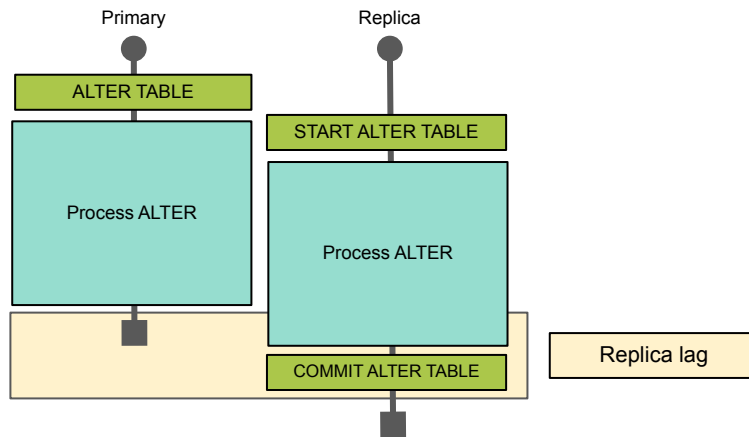 Primary
Replica
ALTER TABLE
START ALTER TABLE
Process ALTER
Process ALTER
Replica lag
COMMIT ALTER TABLE